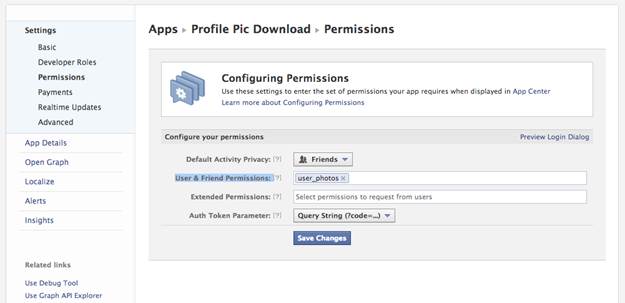 Settings
Basic
Developer Roles
Permissions
Payments
Realtime Updates
Advanced
App Details
Open Graph
Localize
Alerts
Insights
Related links
Use Debug Tool
Use Graph API Explorer
Apps ▸ Profile Pic Download ▸ Permissions
Configuring Permissions
Use these settings to enter the set of permissions your app requires when displayed in App Center
Learn more about Configuring Permissions
Configure your permissions
Preview Login Dialog
Default Activity Privacy: [?] Friends
User & Friend Permissions: [?] user_photos ×
Extended Permissions: [?] Select permissions to request from users
Auth Token Parameter: [?] Query String (?code=...)
Save Changes